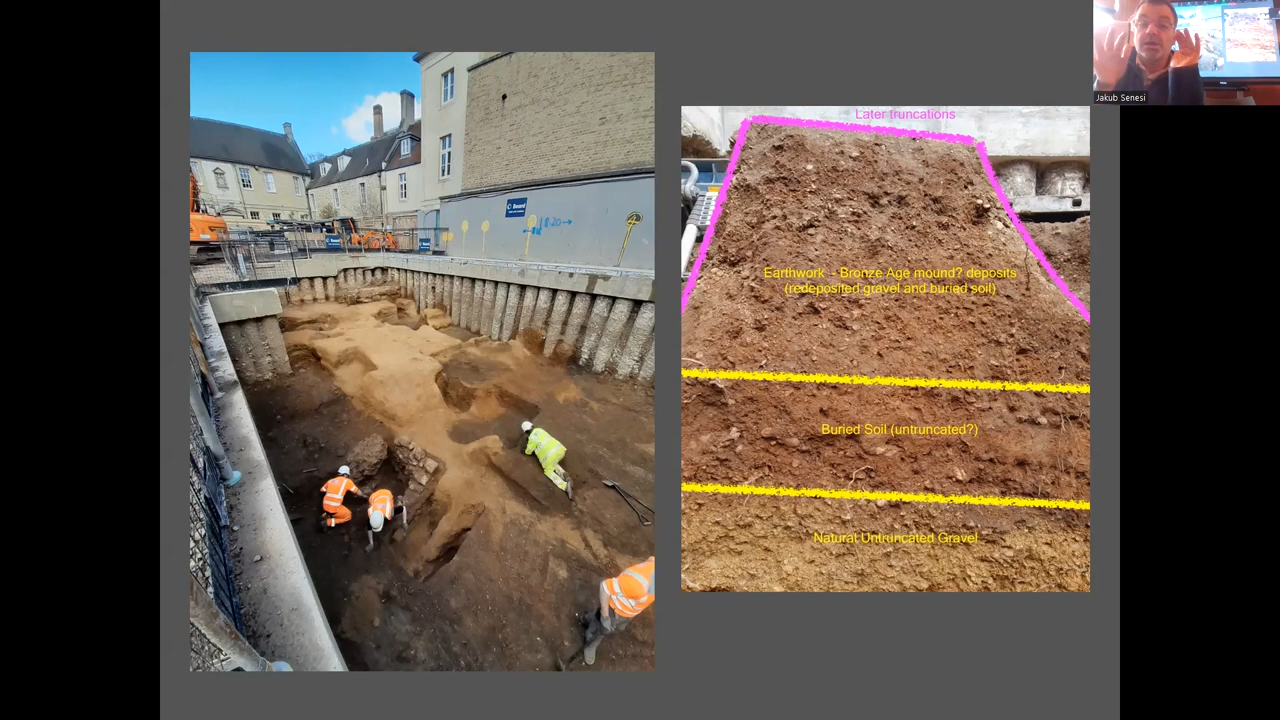 Beard
Later truncations
Earthwork - Bronze Age mound? deposits
(redeposited gravel and buried soil)
Buried Soil (untruncated?)
Natural Untruncated Gravel
Jakub Senesi